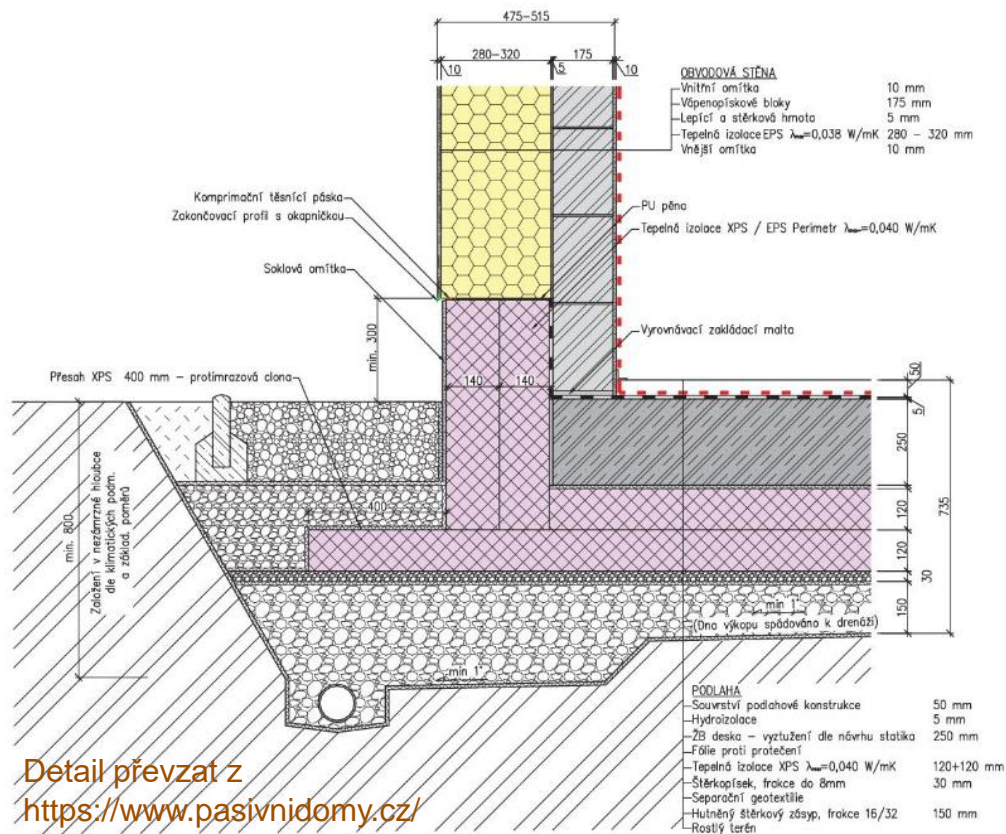 475-515
280-320
175
10
5
10
OBVODOVÁ STĚNA
Vnitřní omítka 10 mm
Vápenopískové bloky 175 mm
Lepící a stěrková hmota 5 mm
Tepelná izolace EPS λmax=0,038 W/mK 280 - 320 mm
Vnější omítka 10 mm
Komprimační těsnící páska
Zakončovací profil s okapničkou
PU pěna
Tepelná izolace XPS / EPS Perimetr λmax=0,040 W/mK
Soklová omítka
min. 300
Vyrovnávací zakládací malta
Přesah XPS 400 mm - protimrazová clona
140
140
50
5
250
400
120
120
30
150
735
min. 800
Založení v nezámrzné hloubce
dle klimatických podm.
a základ. poměrů
min 1°
(Dna výkopu spádováno k drenáži)
min 1°
PODLAHA
Souvrství podlahové konstrukce 50 mm
Hydroizolace 5 mm
ŽB deska - vyztužení dle návrhu statika 250 mm
Fólie proti protečení
Tepelná izolace XPS λmax=0,040 W/mK 120+120 mm
Štěrkopísek, frakce do 8mm 30 mm
Separační geotextílie
Hutněný štěrkový zásyp, frakce 16/32 150 mm
Rostlý terén
Detail převzat z
https://www.pasivnidomy.cz/